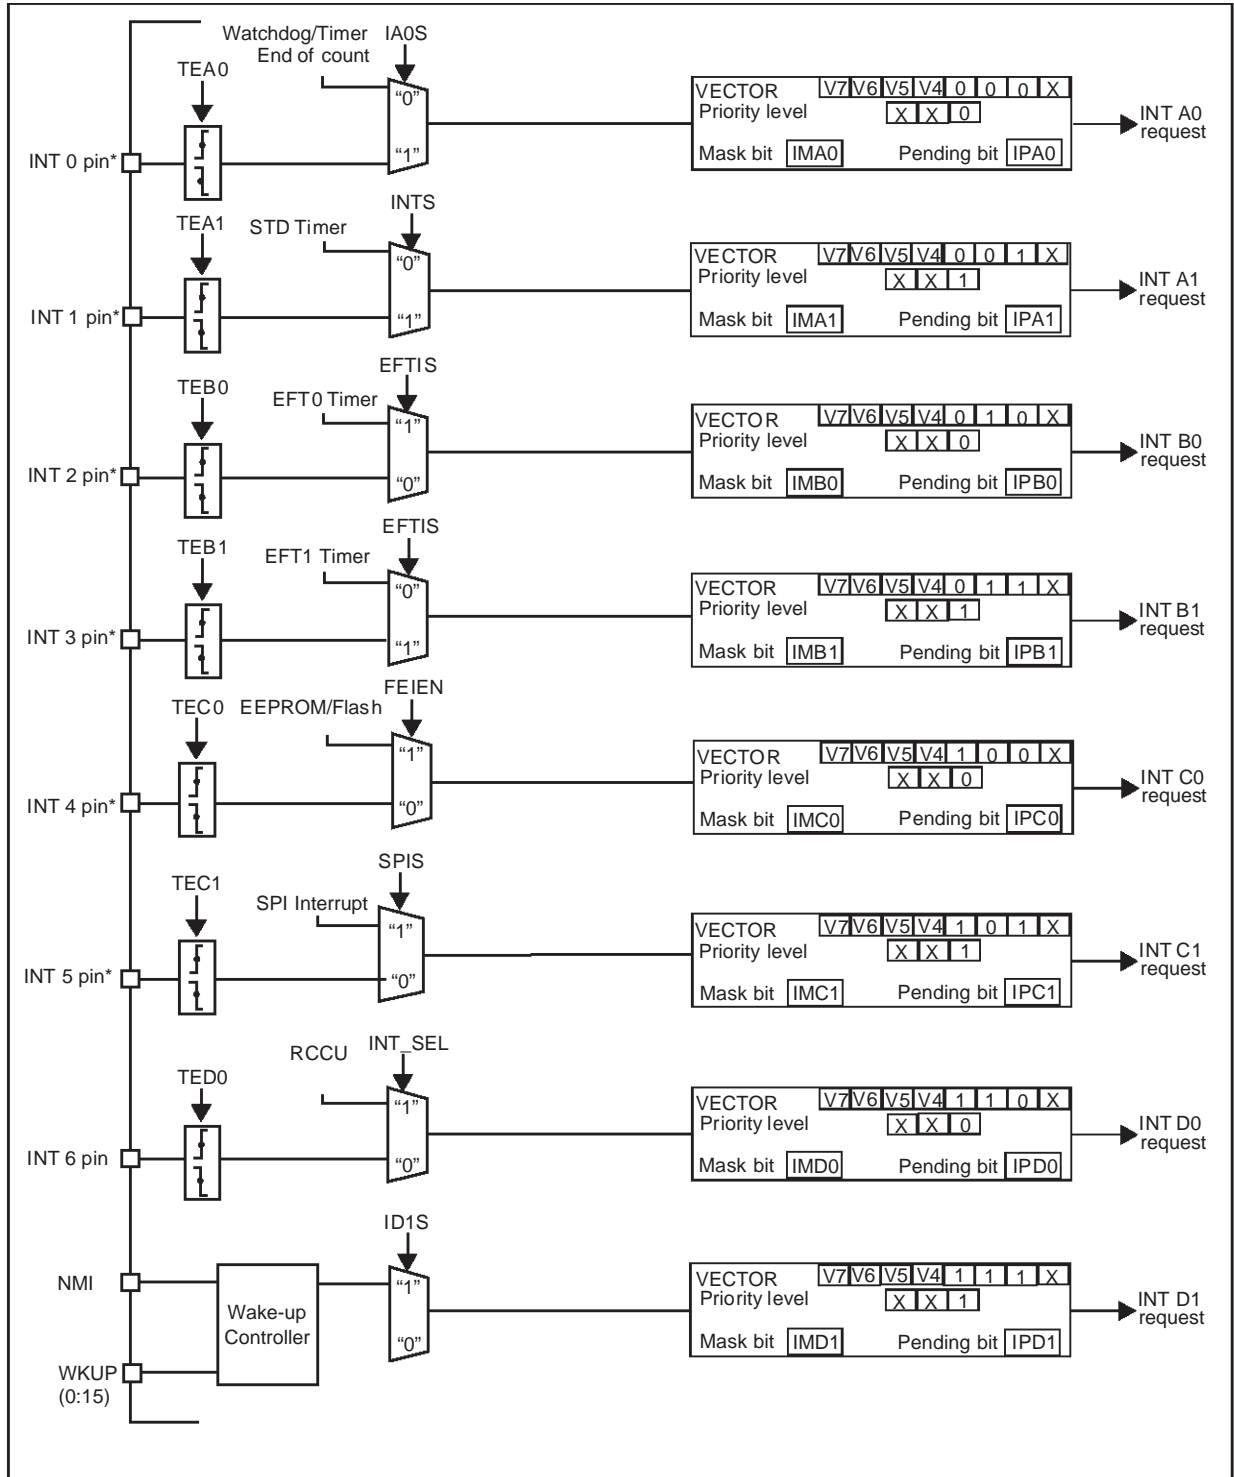 Watchdog/Timer IA0S
End of count
TEA0
"0"
VECTOR V7 V6 V5 V4 0 0 0 X
Priority level X X 0
INT A0
request
INT 0 pin*
"1"
Mask bit IMA0 Pending bit IPA0
INTS
TEA1
STD Timer
"0"
VECTOR V7 V6 V5 V4 0 0 1 X
Priority level X X 1
INT A1
request
INT 1 pin*
"1"
Mask bit IMA1 Pending bit IPA1
EFTIS
TEB0
EFT0 Timer
"1"
VECTOR V7 V6 V5 V4 0 1 0 X
Priority level X X 0
INT B0
request
INT 2 pin*
"0"
Mask bit IMB0 Pending bit IPB0
EFTIS
TEB1
EFT1 Timer
"0"
VECTOR V7 V6 V5 V4 0 1 1 X
Priority level X X 1
INT B1
request
INT 3 pin*
"1"
Mask bit IMB1 Pending bit IPB1
FEIEN
TEC0
EEPROM/Flash
"1"
VECTOR V7 V6 V5 V4 1 0 0 X
Priority level X X 0
INT C0
request
INT 4 pin*
"0"
Mask bit IMC0 Pending bit IPC0
SPIS
TEC1
SPI Interrupt
"1"
VECTOR V7 V6 V5 V4 1 0 1 X
Priority level X X 1
INT C1
request
INT 5 pin*
"0"
Mask bit IMC1 Pending bit IPC1
INT_SEL
RCCU
TED0
"1"
VECTOR V7 V6 V5 V4 1 1 0 X
Priority level X X 0
INT D0
request
INT 6 pin
"0"
Mask bit IMD0 Pending bit IPD0
ID1S
NMI
"1"
VECTOR V7 V6 V5 V4 1 1 1 X
Priority level X X 1
INT D1
request
Wake-up
Controller
"0"
Mask bit IMD1 Pending bit IPD1
WKUP
(0:15)